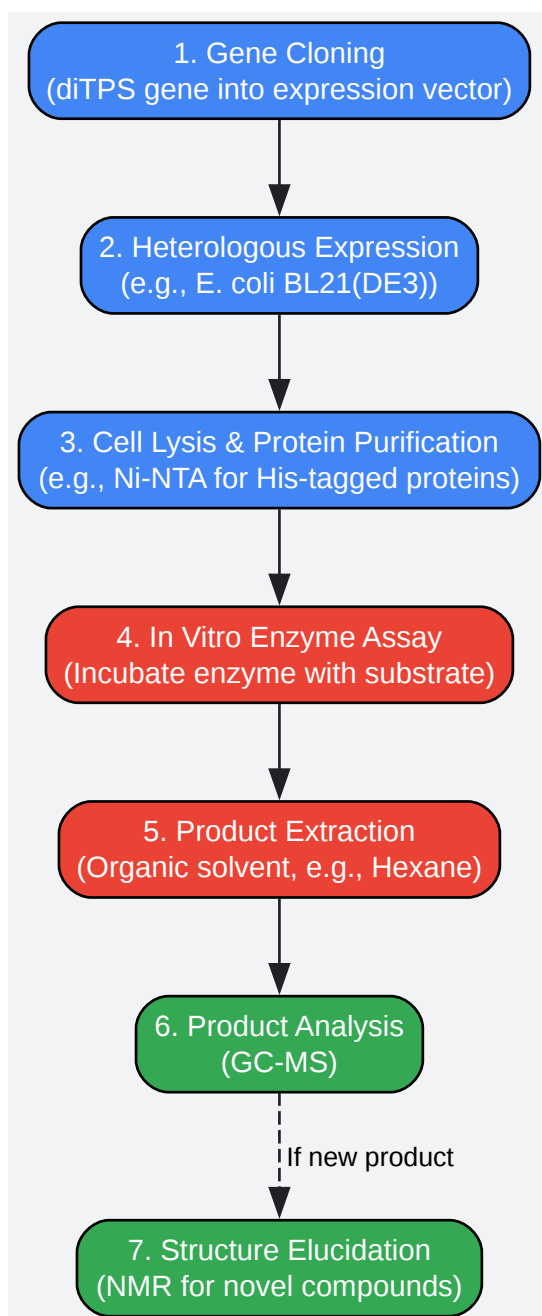 1. Gene Cloning
(diTPS gene into expression vector)
2. Heterologous Expression
(e.g., E. coli BL21(DE3))
3. Cell Lysis & Protein Purification
(e.g., Ni-NTA for His-tagged proteins)
4. In Vitro Enzyme Assay
(Incubate enzyme with substrate)
5. Product Extraction
(Organic solvent, e.g., Hexane)
6. Product Analysis
(GC-MS)
If new product
7. Structure Elucidation
(NMR for novel compounds)